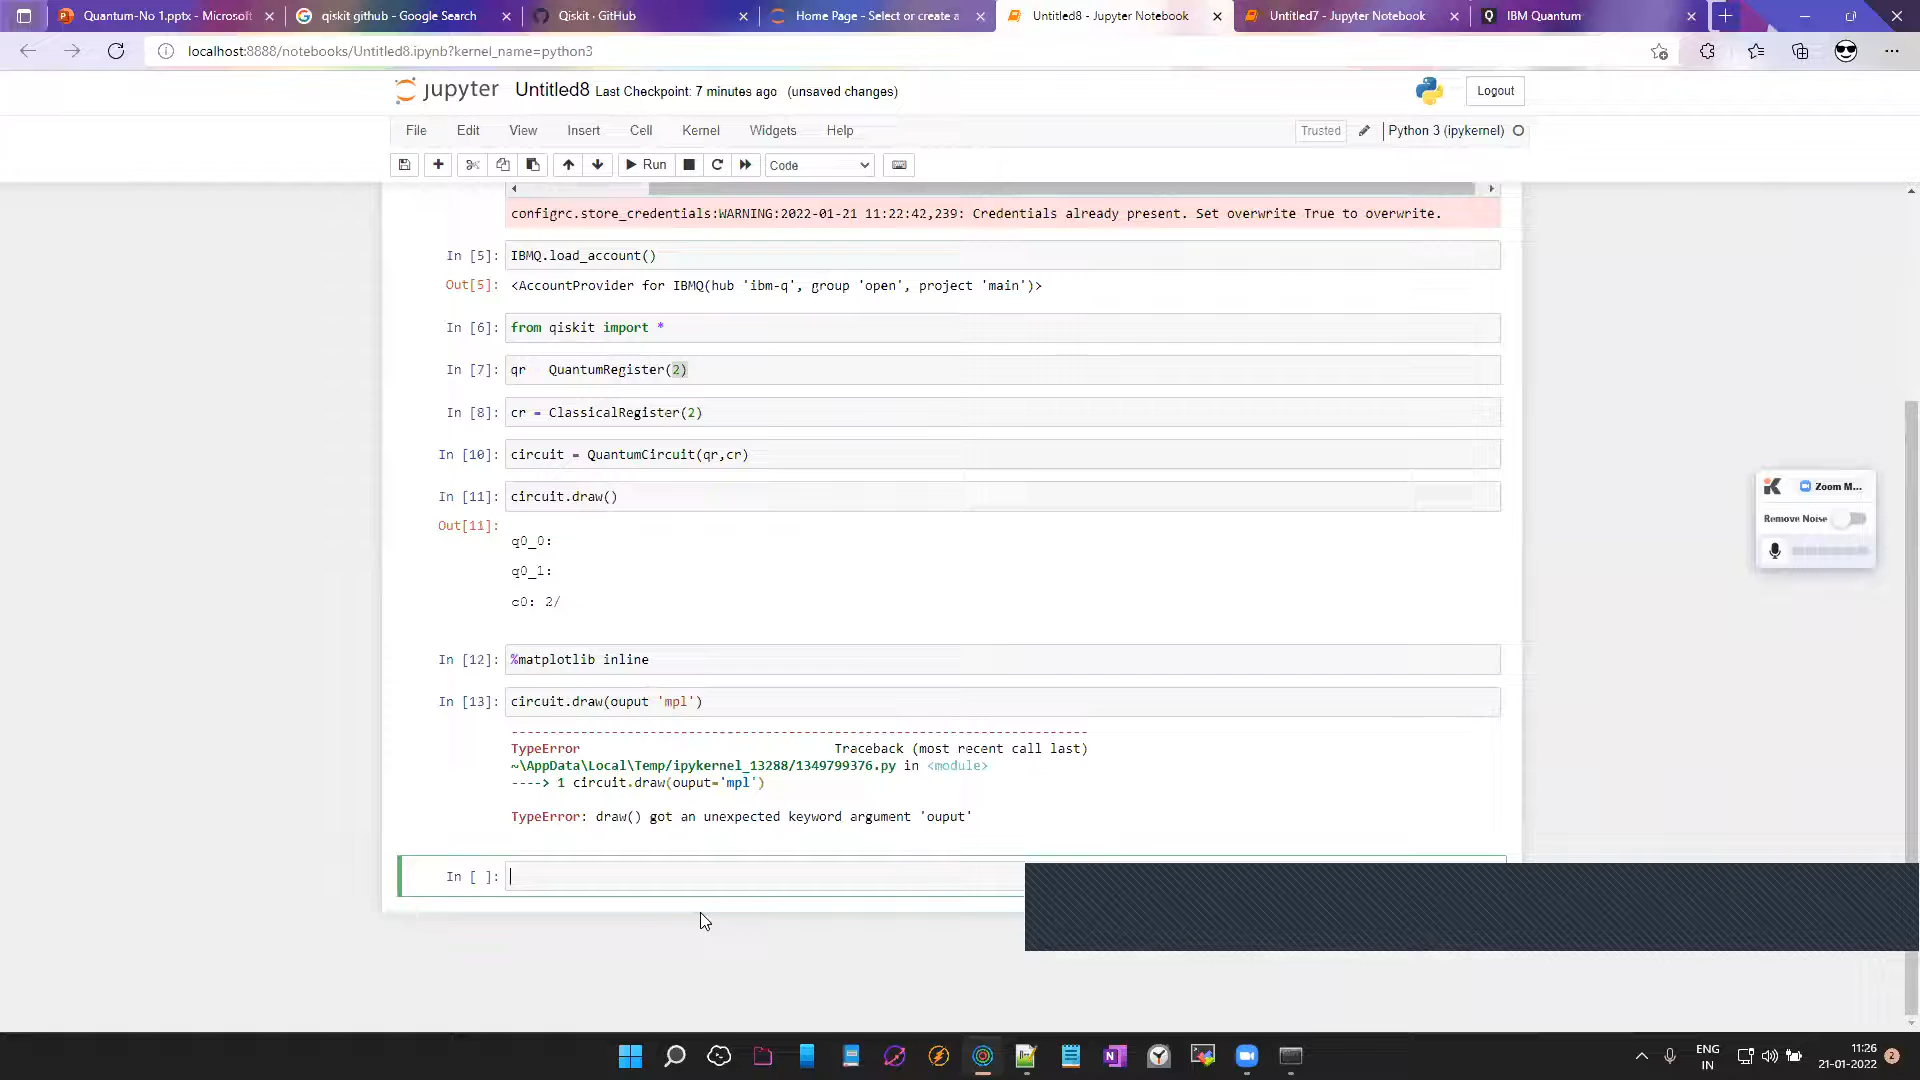 Quantum-No 1.pptx - Microsoft
qiskit github - Google Search
Qiskit · GitHub
Home Page - Select or create a
Untitled8 - Jupyter Notebook
Untitled7 - Jupyter Notebook
IBM Quantum
localhost:8888/notebooks/Untitled8.ipynb?kernel_name=python3
jupyter Untitled8 Last Checkpoint: 7 minutes ago (unsaved changes)
Logout
File Edit View Insert Cell Kernel Widgets Help
Trusted
Python 3 (ipykernel)
Run
Code
configrc.store_credentials:WARNING:2022-01-21 11:22:42,239: Credentials already present. Set overwrite True to overwrite.
In [5]: IBMQ.load_account()
Out[5]: <AccountProvider for IBMQ(hub 'ibm-q', group 'open', project 'main')>
In [6]: from qiskit import *
In [7]: qr QuantumRegister(2)
In [8]: cr = ClassicalRegister(2)
In [10]: circuit = QuantumCircuit(qr,cr)
In [11]: circuit.draw()
Out[11]:
q0_0:
q0_1:
c0: 2/
In [12]: %matplotlib inline
In [13]: circuit.draw(ouput 'mpl')
---------------------------------------------------------------------------
TypeError Traceback (most recent call last)
~\AppData\Local\Temp/ipykernel_13288/1349799376.py in <module>
----> 1 circuit.draw(ouput='mpl')
TypeError: draw() got an unexpected keyword argument 'ouput'
In [ ]:
Zoom M...
Remove Noise
ENG
IN
11:26
21-01-2022
2